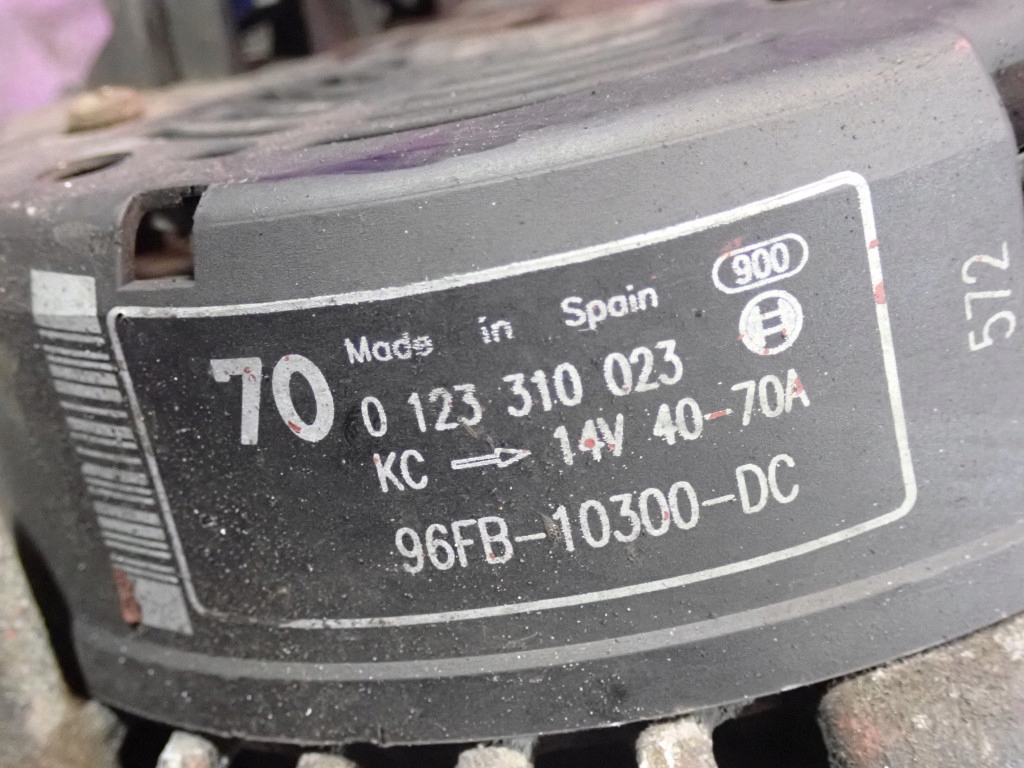 900
Made in Spain
70
0 123 310 023
KC → 14V 40-70A
96FB-10300-DC
572